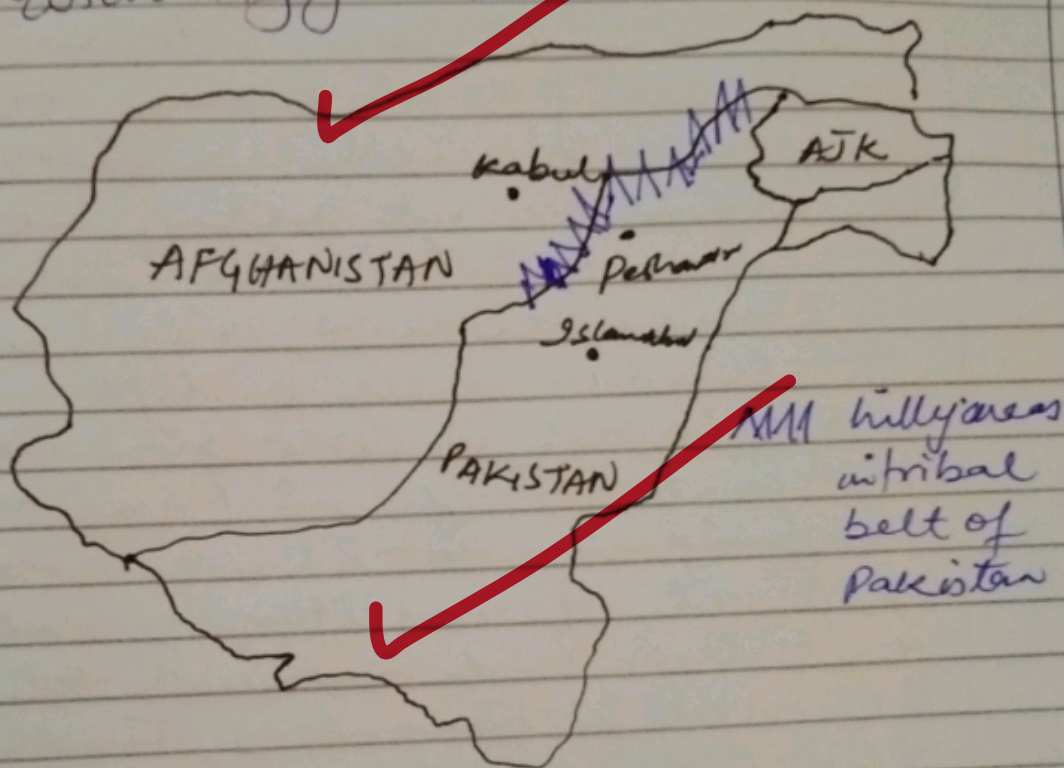 Kabul
AJK
AFGHANISTAN
Peshawar
Islamabad
PAKISTAN
hilly areas
in tribal
belt of
Pakistan